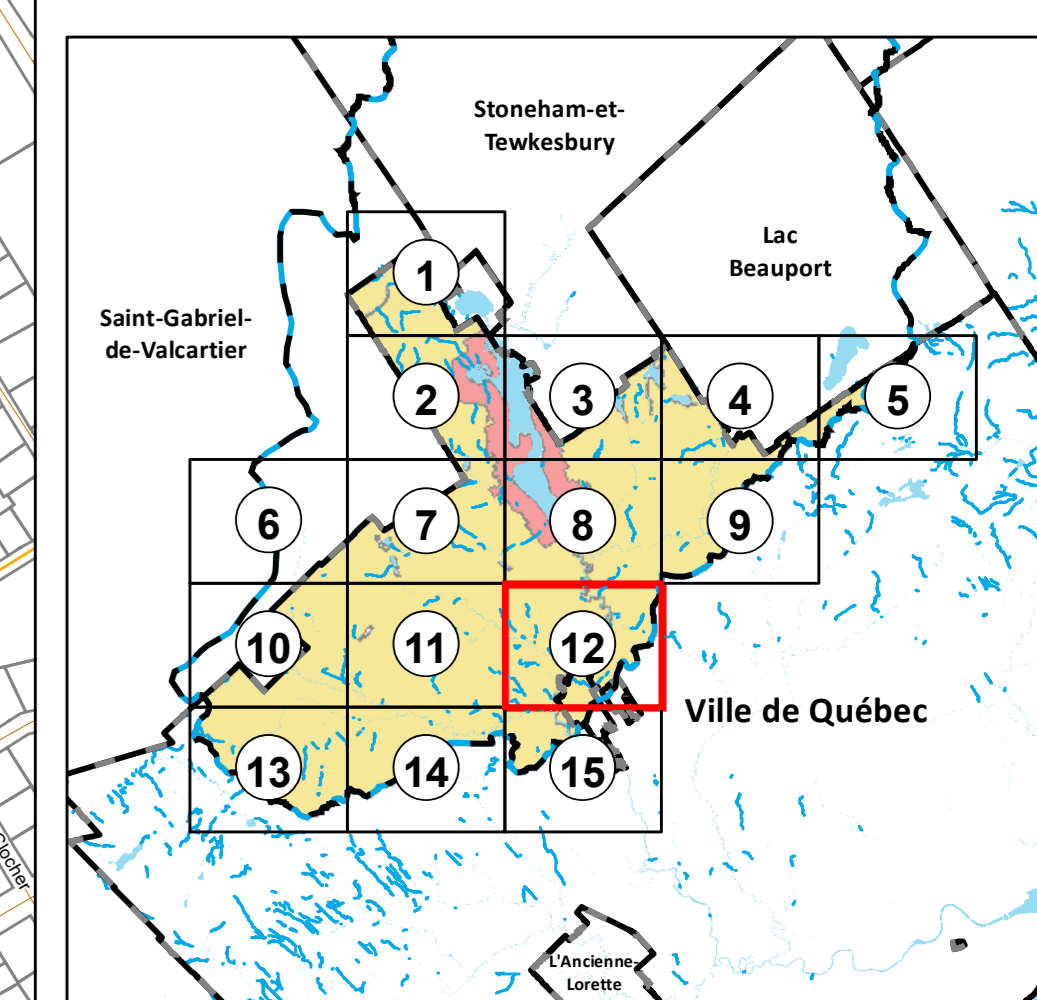 Stoneham-et-
Tewkesbury
Lac
Beauport
Saint-Gabriel-
de-Valcartier
1
2
3
4
5
6
7
8
9
10
11
12
Ville de Québec
13
14
15
Clocher
L'Ancienne-
Lorette